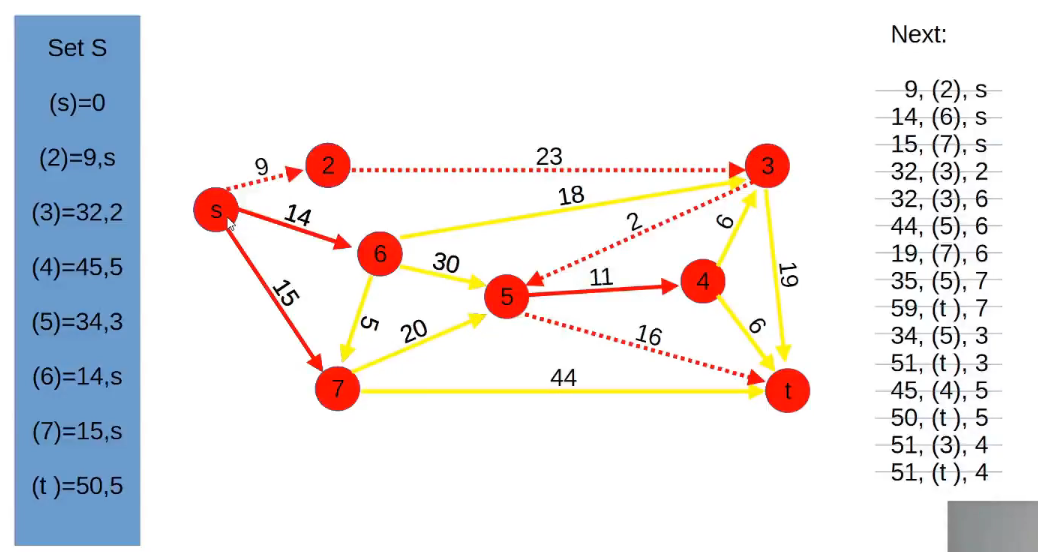 Set S
(s)=0
(2)=9,s
(3)=32,2
(4)=45,5
(5)=34,3
(6)=14,s
(7)=15,s
(t )=50,5
9
2
23
3
s
14
18
2
6
6
30
5
11
4
19
15
5
20
16
6
7
44
t
Next:
9, (2), s
14, (6), s
15, (7), s
32, (3), 2
32, (3), 6
44, (5), 6
19, (7), 6
35, (5), 7
59, (t ), 7
34, (5), 3
51, (t ), 3
45, (4), 5
50, (t ), 5
51, (3), 4
51, (t ), 4